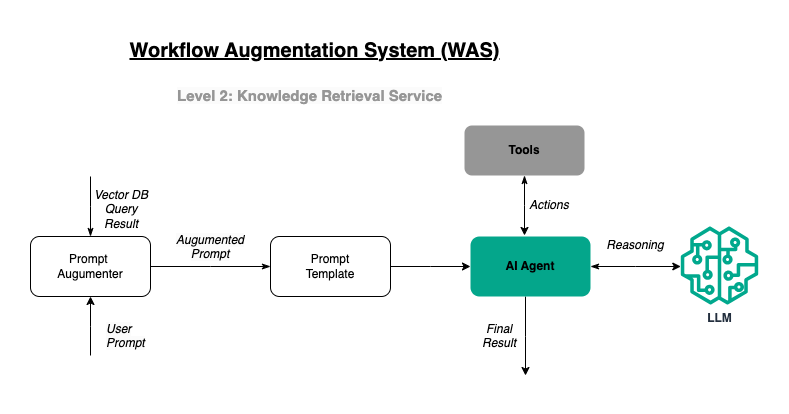 Workflow Augmentation System (WAS)
Level 2: Knowledge Retrieval Service
Tools
Vector DB
Query
Result
Actions
Augumented
Prompt
Reasoning
Prompt
Augumenter
Prompt
Template
AI Agent
LLM
User
Prompt
Final
Result